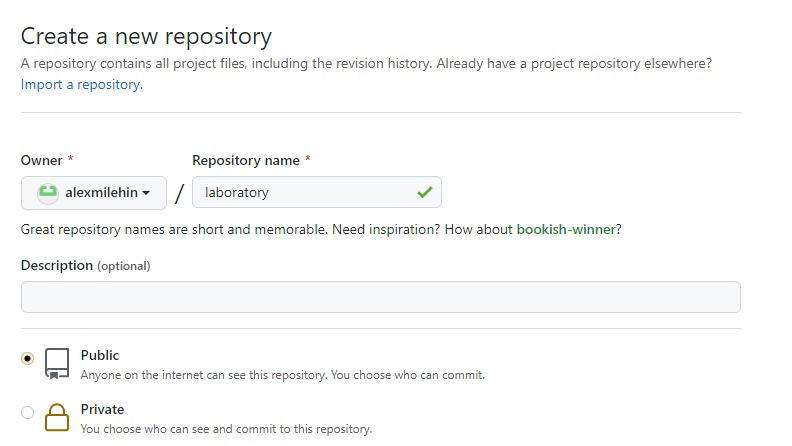 Create a new repository
A repository contains all project files, including the revision history. Already have a project repository elsewhere?
Import a repository.
Owner * Repository name *
alexmilehin / laboratory
Great repository names are short and memorable. Need inspiration? How about bookish-winner?
Description (optional)
Public
Anyone on the internet can see this repository. You choose who can commit.
Private
You choose who can see and commit to this repository.